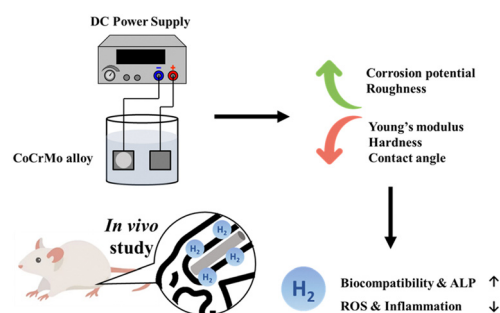 DC Power Supply
− +
CoCrMo alloy
Corrosion potential
Roughness
Young's modulus
Hardness
Contact angle
In vivo
study
H2
H2
H2
H2
H2
Biocompatibility & ALP ↑
ROS & Inflammation ↓